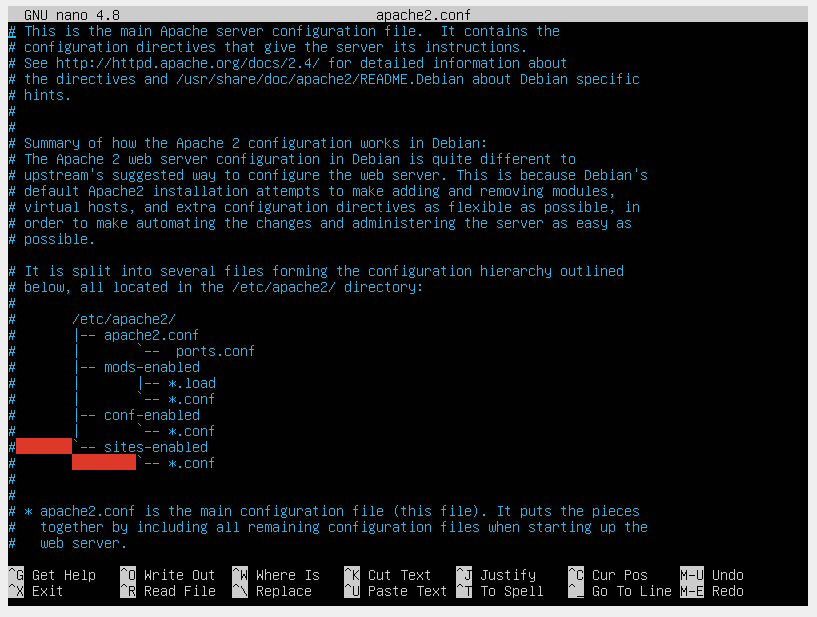 GNU nano 4.8                                apache2.conf
# This is the main Apache server configuration file.  It contains the
# configuration directives that give the server its instructions.
# See http://httpd.apache.org/docs/2.4/ for detailed information about
# the directives and /usr/share/doc/apache2/README.Debian about Debian specific
# hints.
#
#
# Summary of how the Apache 2 configuration works in Debian:
# The Apache 2 web server configuration in Debian is quite different to
# upstream's suggested way to configure the web server. This is because Debian's
# default Apache2 installation attempts to make adding and removing modules,
# virtual hosts, and extra configuration directives as flexible as possible, in
# order to make automating the changes and administering the server as easy as
# possible.

# It is split into several files forming the configuration hierarchy outlined
# below, all located in the /etc/apache2/ directory:
#
#       /etc/apache2/
#       |-- apache2.conf
#       |       `--  ports.conf
#       |-- mods-enabled
#       |       |-- *.load
#       |       `-- *.conf
#       |-- conf-enabled
#       |       `-- *.conf
#       `-- sites-enabled
#               `-- *.conf
#
#
# * apache2.conf is the main configuration file (this file). It puts the pieces
#   together by including all remaining configuration files when starting up the
#   web server.

^G Get Help   ^O Write Out  ^W Where Is   ^K Cut Text   ^J Justify    ^C Cur Pos    M-U Undo
^X Exit       ^R Read File  ^\ Replace    ^U Paste Text ^T To Spell   ^_ Go To Line M-E Redo